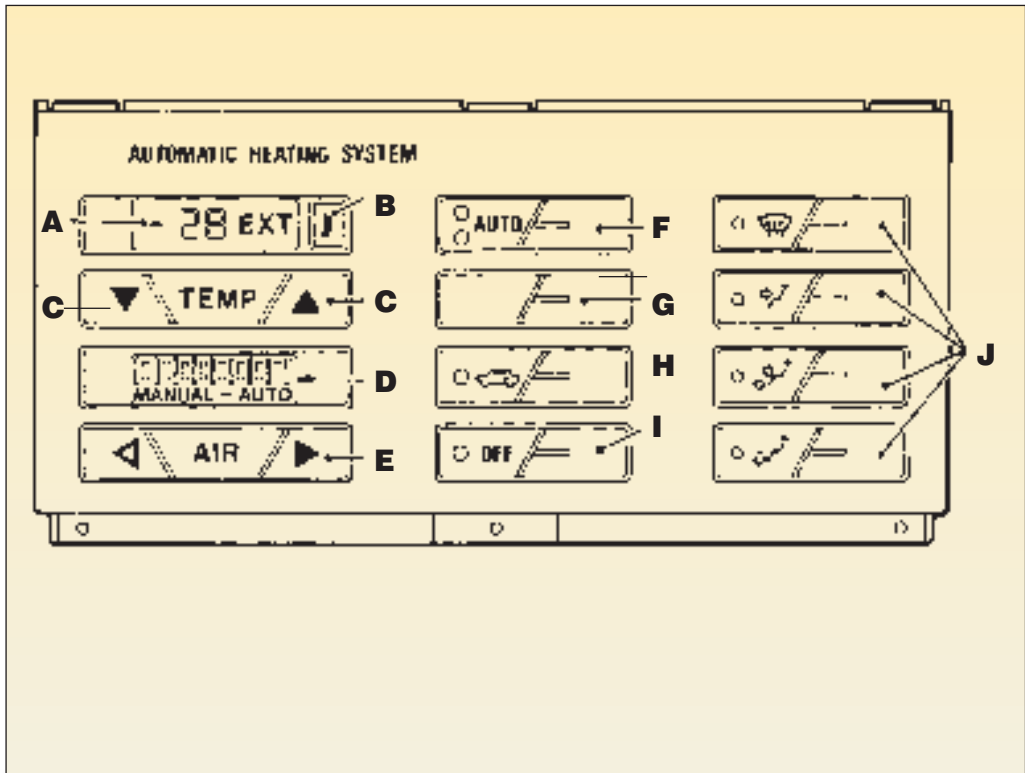 AUTOMATIC HEATING SYSTEM
A
- 28 EXT
B
F
AUTO
C
TEMP
C
G
D
MANUAL - AUTO
H
J
AIR
E
OFF
I